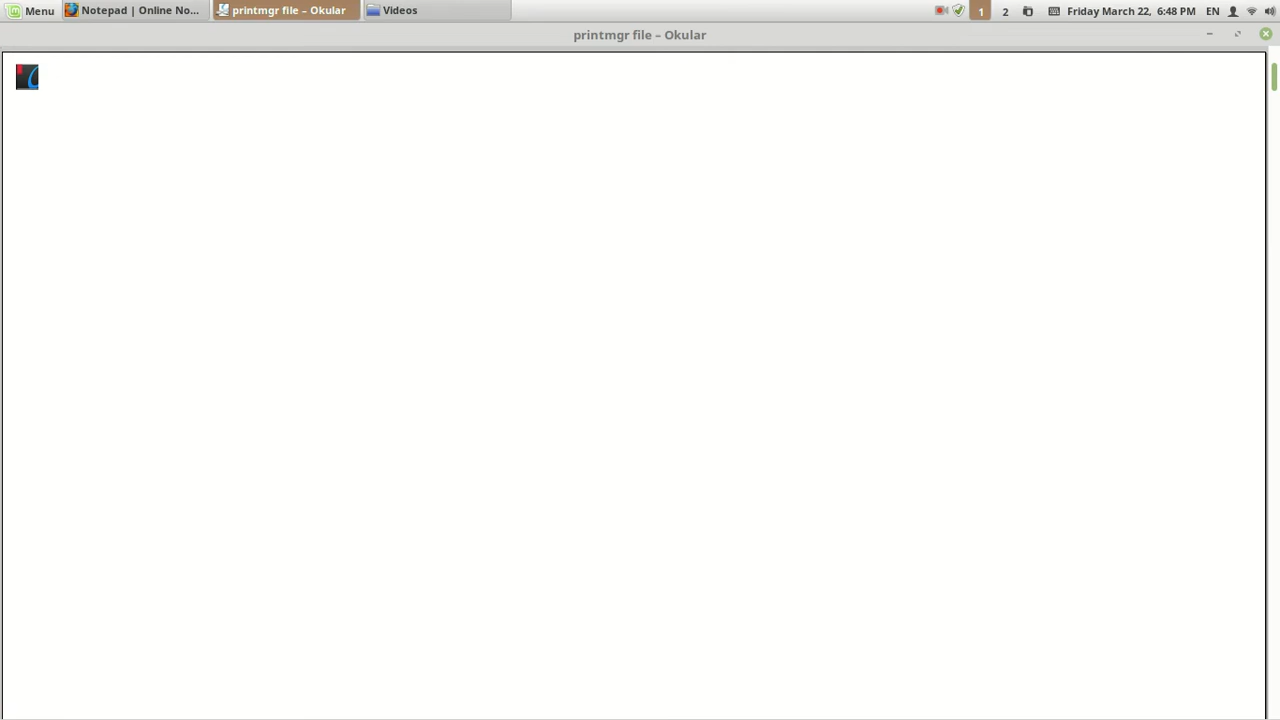 Menu
Notepad | Online No...
printmgr file – Okular
Videos
1
2
Friday March 22, 6:48 PM
EN
printmgr file – Okular